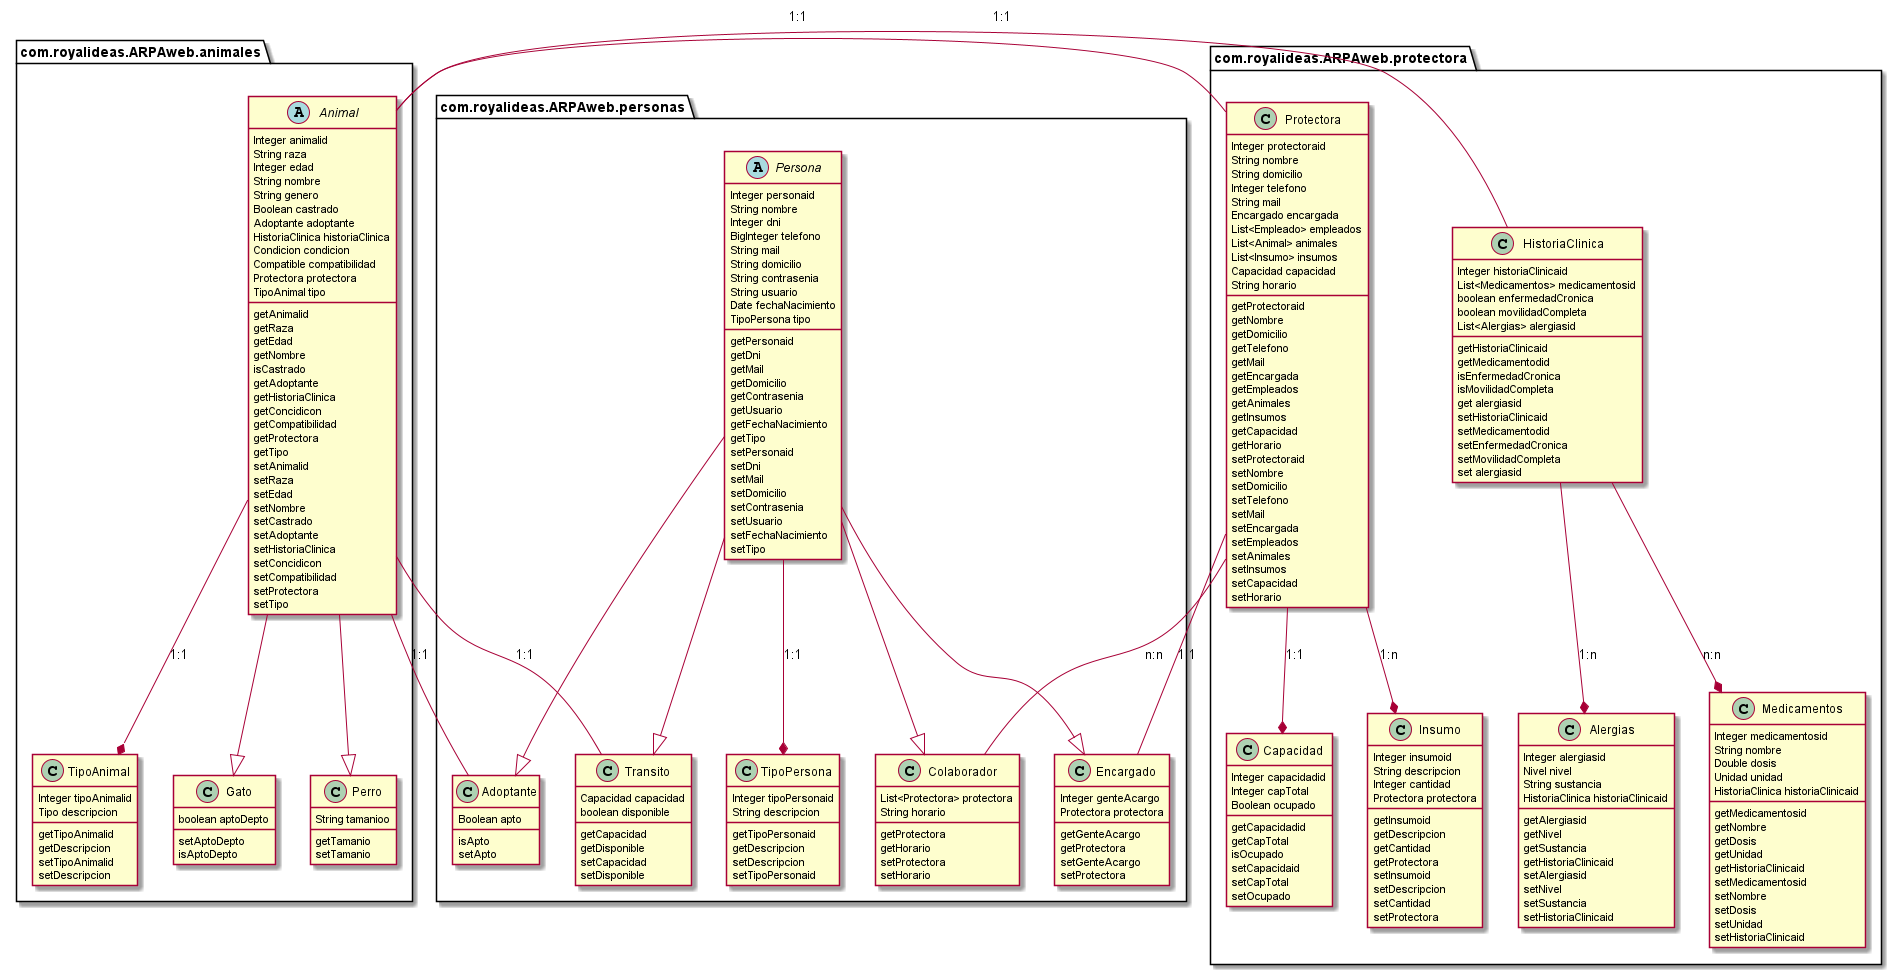 1:1
1:1
com.royalideas.ARPAweb.animales
A Animal
Integer animalid
String raza
Integer edad
String nombre
String genero
Boolean castrado
Adoptante adoptante
HistoriaClinica historiaClinica
Condicion condicion
Compatible compatibilidad
Protectora protectora
TipoAnimal tipo
getAnimalid
getRaza
getEdad
getNombre
isCastrado
getAdoptante
getHistoriaClinica
getConcidicon
getCompatibilidad
getProtectora
getTipo
setAnimalid
setRaza
setEdad
setNombre
setCastrado
setAdoptante
setHistoriaClinica
setConcidicon
setCompatibilidad
setProtectora
setTipo
1:1
1:1
1:1
C TipoAnimal
Integer tipoAnimalid
Tipo descripcion
getTipoAnimalid
getDescripcion
setTipoAnimalid
setDescripcion
C Gato
boolean aptoDepto
setAptoDepto
isAptoDepto
C Perro
String tamanioo
getTamanio
setTamanio
com.royalideas.ARPAweb.personas
A Persona
Integer personaid
String nombre
Integer dni
BigInteger telefono
String mail
String domicilio
String contrasenia
String usuario
Date fechaNacimiento
TipoPersona tipo
getPersonaid
getDni
getMail
getDomicilio
getContrasenia
getUsuario
getFechaNacimiento
getTipo
setPersonaid
setDni
setMail
setDomicilio
setContrasenia
setUsuario
setFechaNacimiento
setTipo
1:1
n:n
1:1
C Adoptante
Boolean apto
isApto
setApto
C Transito
Capacidad capacidad
boolean disponible
getCapacidad
getDisponible
setCapacidad
setDisponible
C TipoPersona
Integer tipoPersonaid
String descripcion
getTipoPersonaid
getDescripcion
setDescripcion
setTipoPersonaid
C Colaborador
List<Protectora> protectora
String horario
getProtectora
getHorario
setProtectora
setHorario
C Encargado
Integer genteAcargo
Protectora protectora
getGenteAcargo
getProtectora
setGenteAcargo
setProtectora
com.royalideas.ARPAweb.protectora
C Protectora
Integer protectoraid
String nombre
String domicilio
Integer telefono
String mail
Encargado encargada
List<Empleado> empleados
List<Animal> animales
List<Insumo> insumos
Capacidad capacidad
String horario
getProtectoraid
getNombre
getDomicilio
getTelefono
getMail
getEncargada
getEmpleados
getAnimales
getInsumos
getCapacidad
getHorario
setProtectoraid
setNombre
setDomicilio
setTelefono
setMail
setEncargada
setEmpleados
setAnimales
setInsumos
setCapacidad
setHorario
C HistoriaClinica
Integer historiaClinicaid
List<Medicamentos> medicamentosid
boolean enfermedadCronica
boolean movilidadCompleta
List<Alergias> alergiasid
getHistoriaClinicaid
getMedicamentodid
isEnfermedadCronica
isMovilidadCompleta
get alergiasid
setHistoriaClinicaid
setMedicamentodid
setEnfermedadCronica
setMovilidadCompleta
set alergiasid
1:1
1:n
1:n
n:n
C Capacidad
Integer capacidadid
Integer capTotal
Boolean ocupado
getCapacidadid
getCapTotal
isOcupado
setCapacidaid
setCapTotal
setOcupado
C Insumo
Integer insumoid
String descripcion
Integer cantidad
Protectora protectora
getInsumoid
getDescripcion
getCantidad
getProtectora
setInsumoid
setDescripcion
setCantidad
setProtectora
C Alergias
Integer alergiasid
Nivel nivel
String sustancia
HistoriaClinica historiaClinicaid
getAlergiasid
getNivel
getSustancia
getHistoriaClinicaid
setAlergiasid
setNivel
setSustancia
setHistoriaClinicaid
C Medicamentos
Integer medicamentosid
String nombre
Double dosis
Unidad unidad
HistoriaClinica historiaClinicaid
getMedicamentosid
getNombre
getDosis
getUnidad
getHistoriaClinicaid
setMedicamentosid
setNombre
setDosis
setUnidad
setHistoriaClinicaid